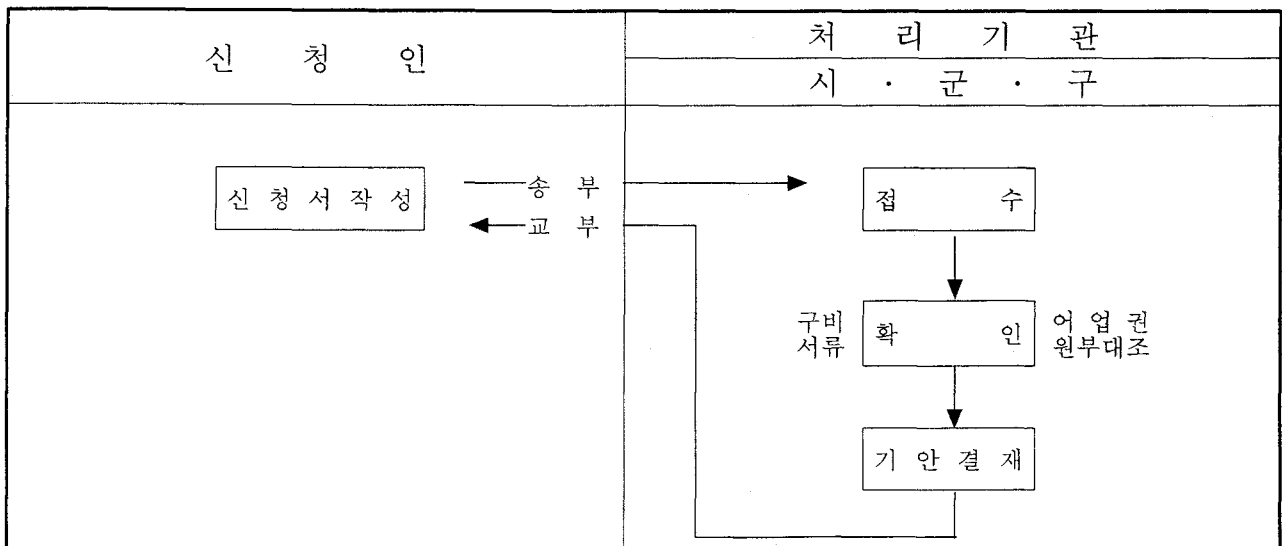 신 청 인
처 리 기 관
시 · 군 · 구
신 청 서 작 성
송 부
접 수
교 부
구비
서류
확 인
어 업 권
원부대조
기 안 결 재